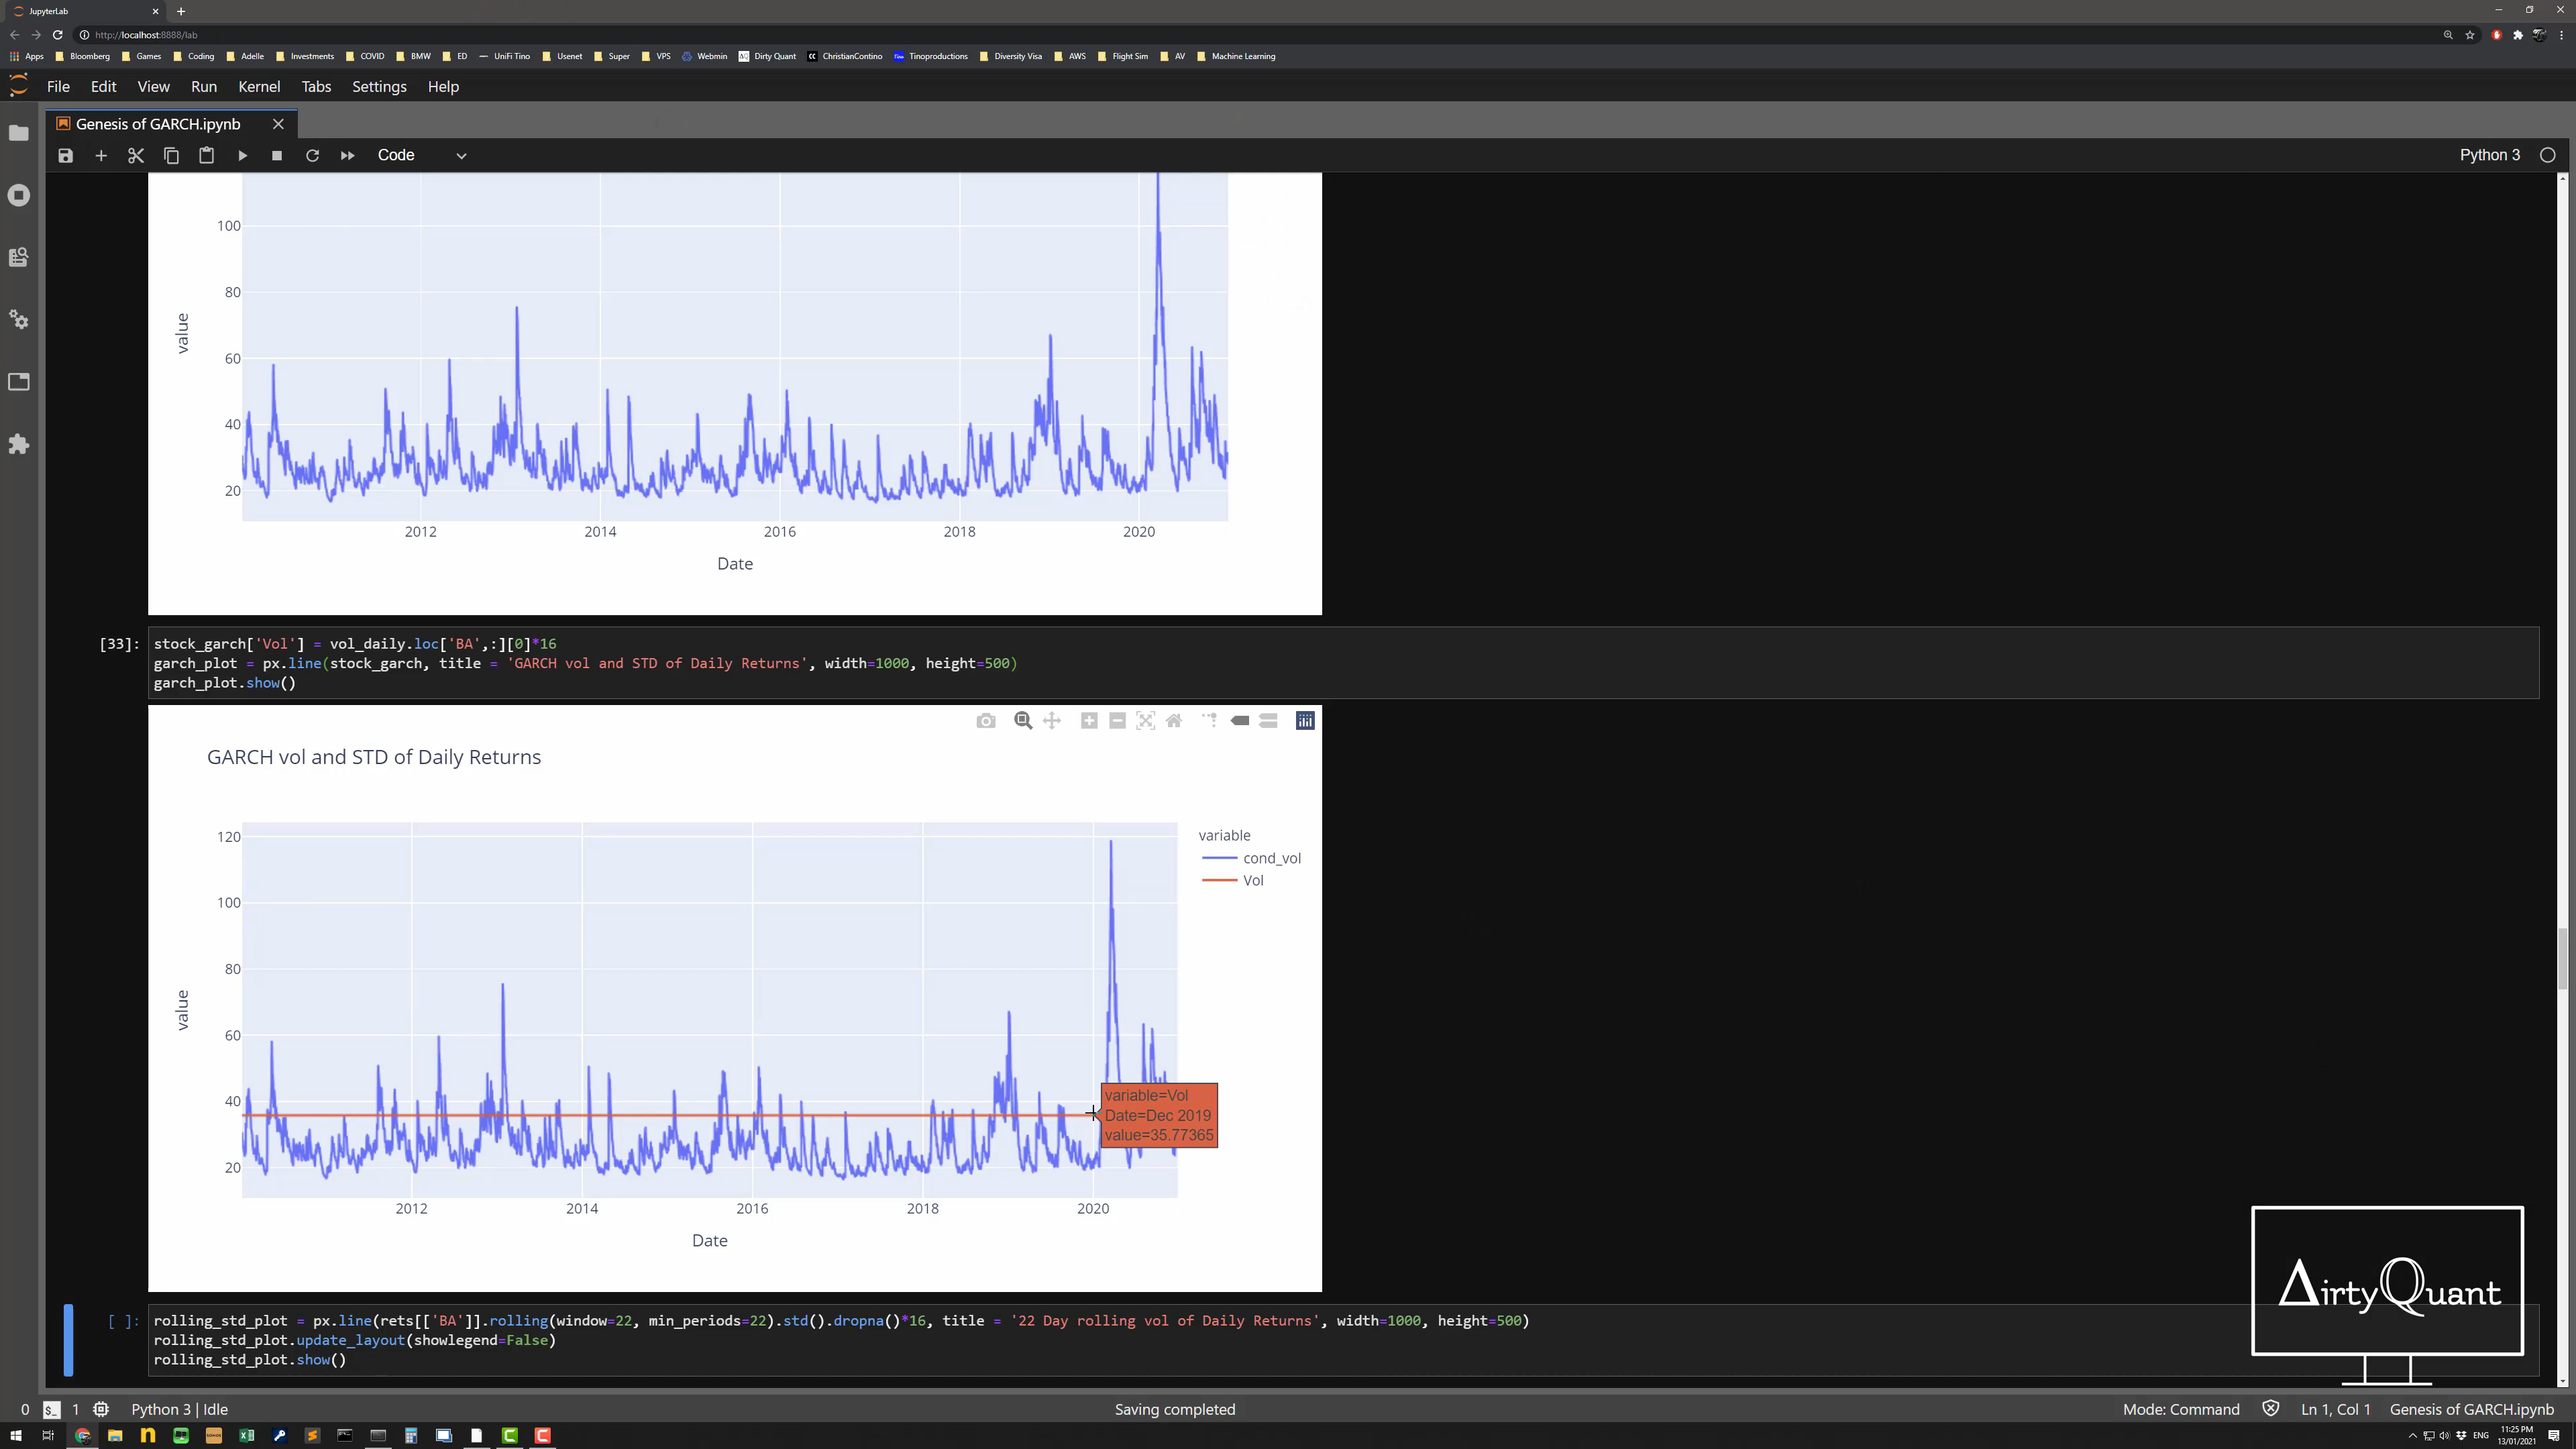 JupyterLab
http://localhost:8888/lab
Apps Bloomberg Games Coding Adelle Investments COVID BMW ED UniFi Tino Usenet Super VPS Webmin Dirty Quant ChristianContino Tinoproductions Diversity Visa AWS Flight Sim AV Machine Learning
File Edit View Run Kernel Tabs Settings Help
Genesis of GARCH.ipynb
Code Python 3
100
80
60
40
20
value
2012 2014 2016 2018 2020
Date
[33]: stock_garch['Vol'] = vol_daily.loc['BA',:][0]*16
garch_plot = px.line(stock_garch, title = 'GARCH vol and STD of Daily Returns', width=1000, height=500)
garch_plot.show()
GARCH vol and STD of Daily Returns
120
100
80
60
40
20
value
variable
cond_vol
Vol
variable=Vol
Date=Dec 2019
value=35.77365
2012 2014 2016 2018 2020
Date
[ ]: rolling_std_plot = px.line(rets[['BA']].rolling(window=22, min_periods=22).std().dropna()*16, title = '22 Day rolling vol of Daily Returns', width=1000, height=500)
rolling_std_plot.update_layout(showlegend=False)
rolling_std_plot.show()
DirtyQuant
0 1 Python 3 | Idle Saving completed Mode: Command Ln 1, Col 1 Genesis of GARCH.ipynb
ENG
11:25 PM
13/01/2021